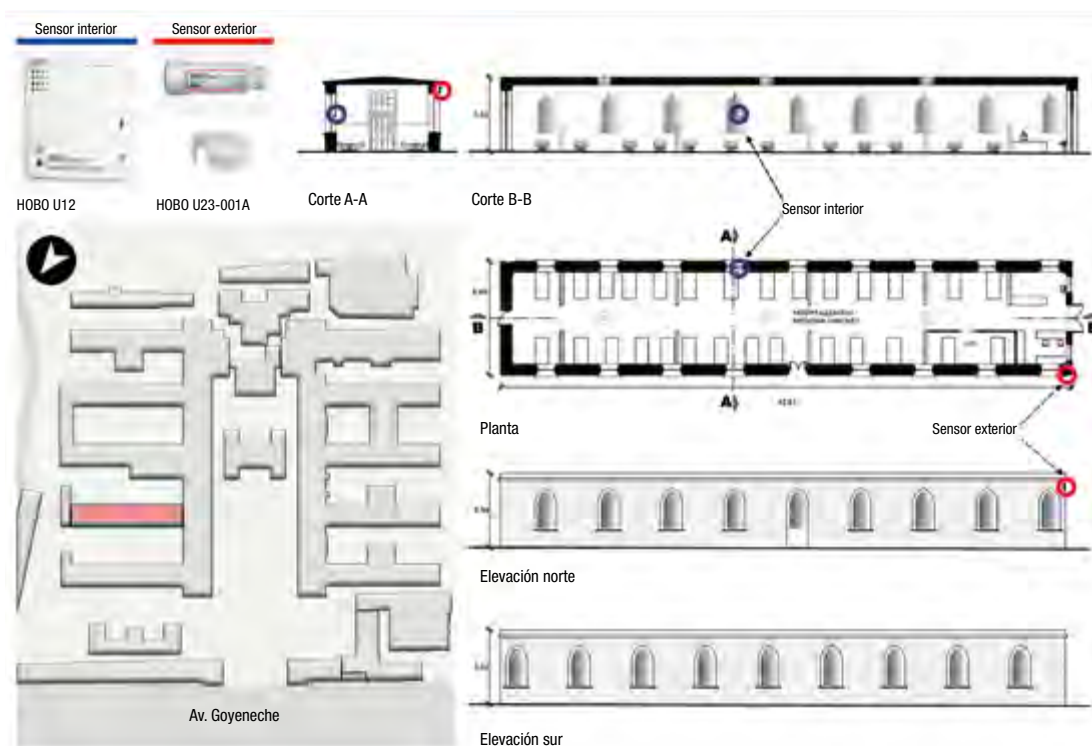 Sensor interior
Sensor exterior
HOBO U12
HOBO U23-001A
Corte A-A
Corte B-B
Sensor interior
A)
B
A)
Planta
Sensor exterior
Elevación norte
Av. Goyeneche
Elevación sur